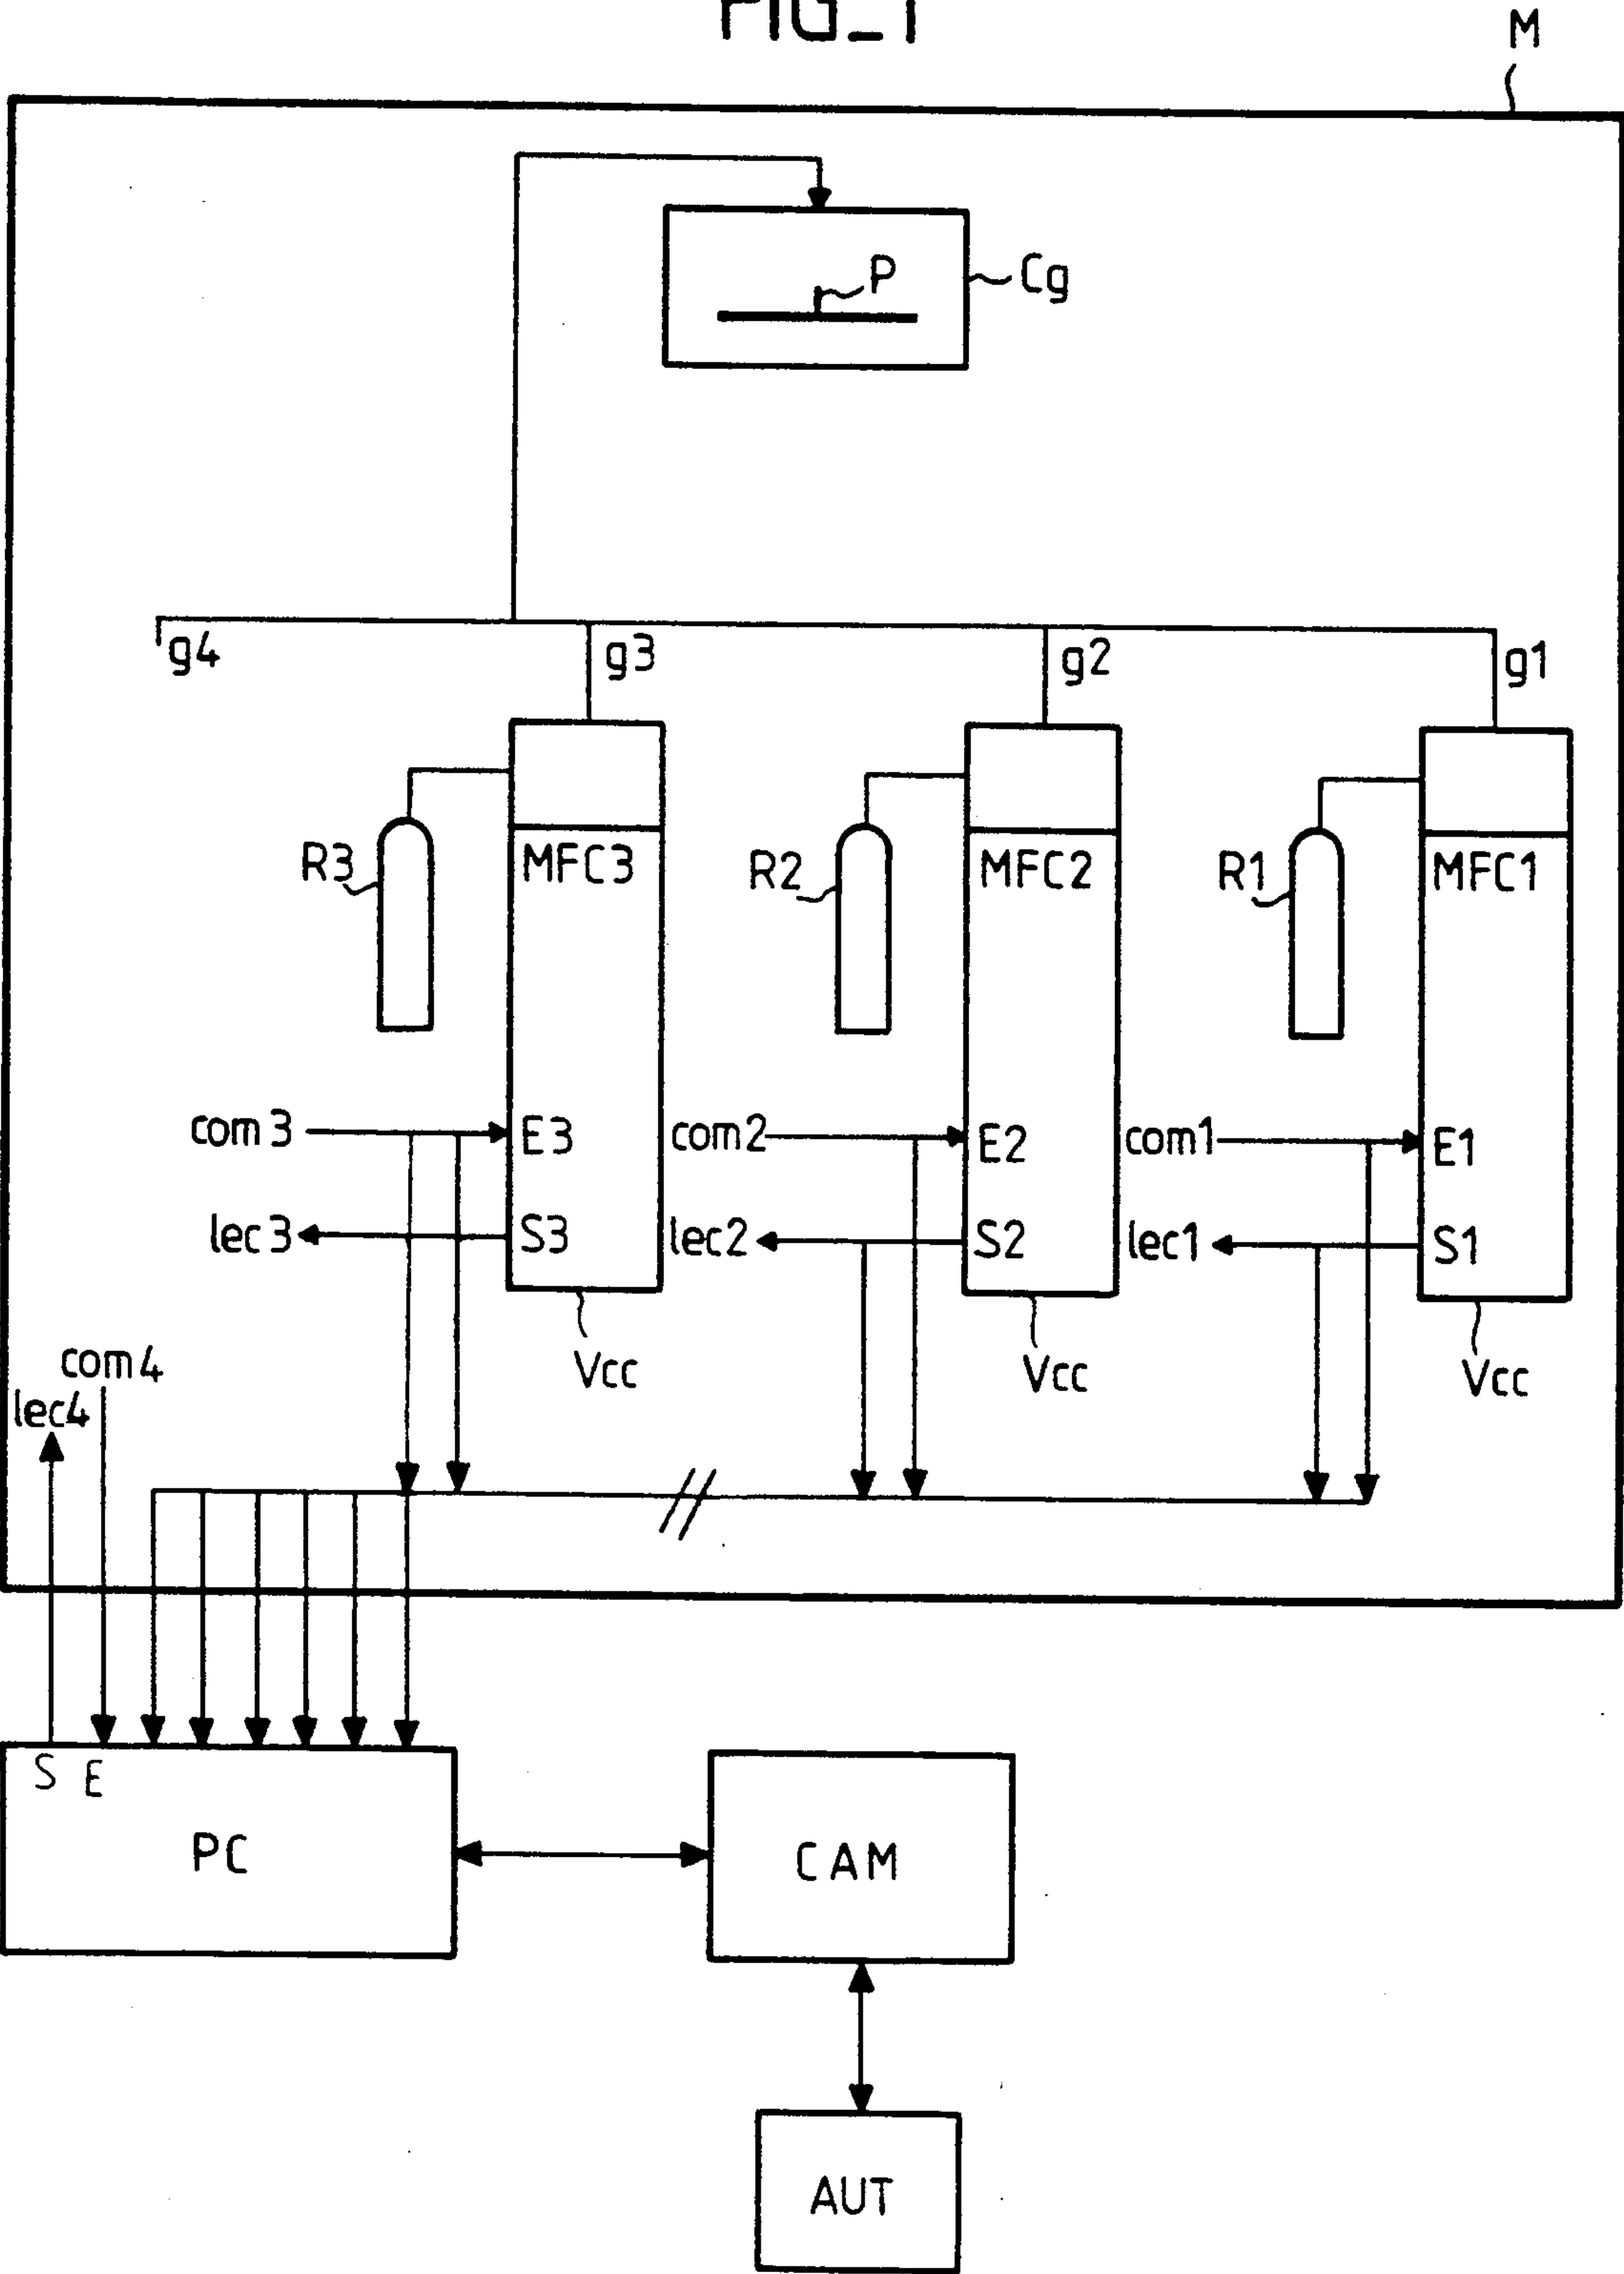 FIG_1
M
P
Cg
g4
g3
g2
g1
R3
MFC3
R2
MFC2
R1
MFC1
com3
E3
com2
E2
com1
E1
lec3
S3
lec2
S2
lec1
S1
Vcc
Vcc
Vcc
com4
lec4
S E
PC
CAM
AUT